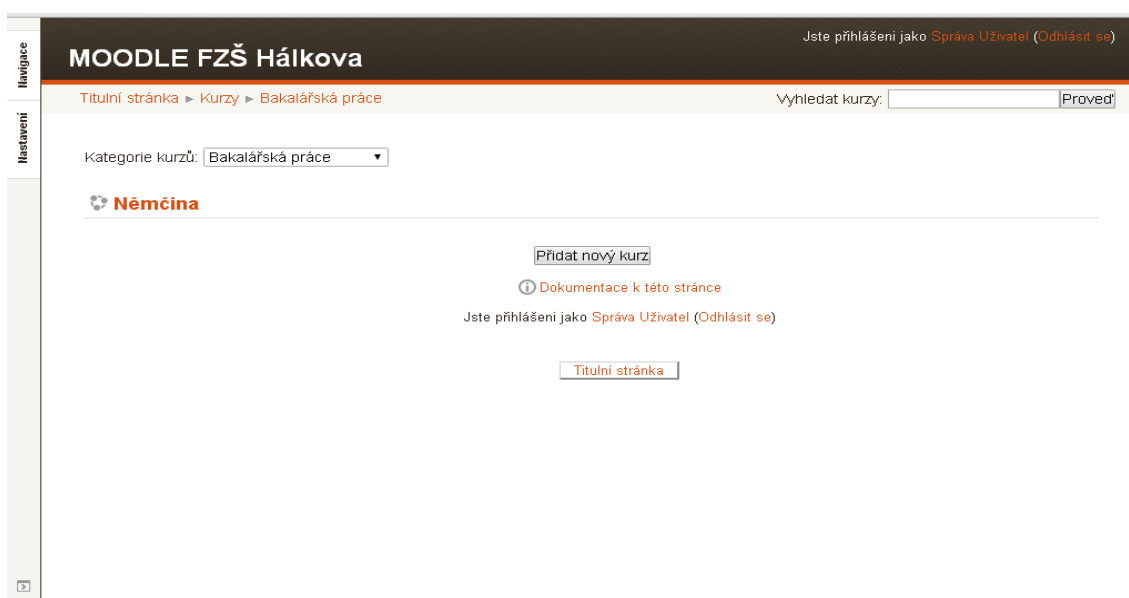 Jste přihlášeni jako Správa Uživatel (Odhlásit se)
MOODLE FZŠ Hálkova
Navigace
Nastavení
Titulní stránka ► Kurzy ► Bakalářská práce
Vyhledat kurzy: Proveď
Kategorie kurzů: Bakalářská práce
Němčina
Přidat nový kurz
Dokumentace k této stránce
Jste přihlášeni jako Správa Uživatel (Odhlásit se)
Titulní stránka